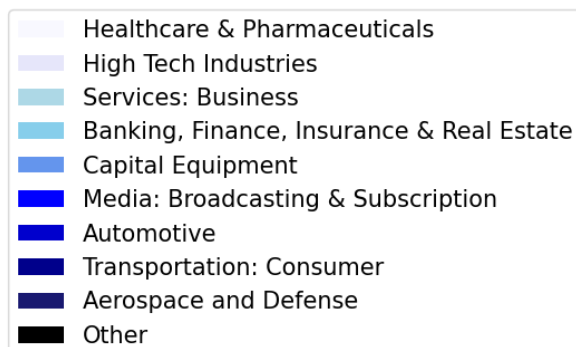 Healthcare & Pharmaceuticals
High Tech Industries
Services: Business
Banking, Finance, Insurance & Real Estate
Capital Equipment
Media: Broadcasting & Subscription
Automotive
Transportation: Consumer
Aerospace and Defense
Other